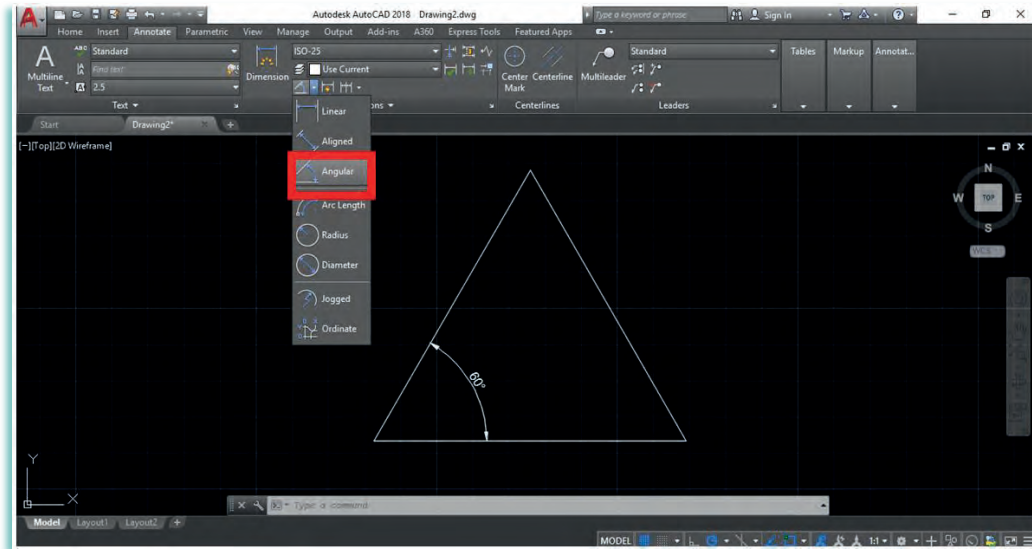 Autodesk AutoCAD 2018 Drawing2.dwg
Type a keyword or phrase
Sign In
Home Insert Annotate Parametric View Manage Output Add-ins A360 Express Tools Featured Apps
A ABC Standard
ISO-25
Standard
Tables Markup Annotat...
Find text
Use Current
Multiline Text
Dimension
Center Mark
Centerline
Multileader
2.5
Text
ons
Centerlines
Leaders
Start Drawing2* +
[−][Top][2D Wireframe]
Linear
Aligned
Angular
Arc Length
Radius
Diameter
Jogged
Ordinate
N
W TOP E
S
WCS
60°
Y
X
Type a command
Model Layout1 Layout2 +
MODEL
1:1